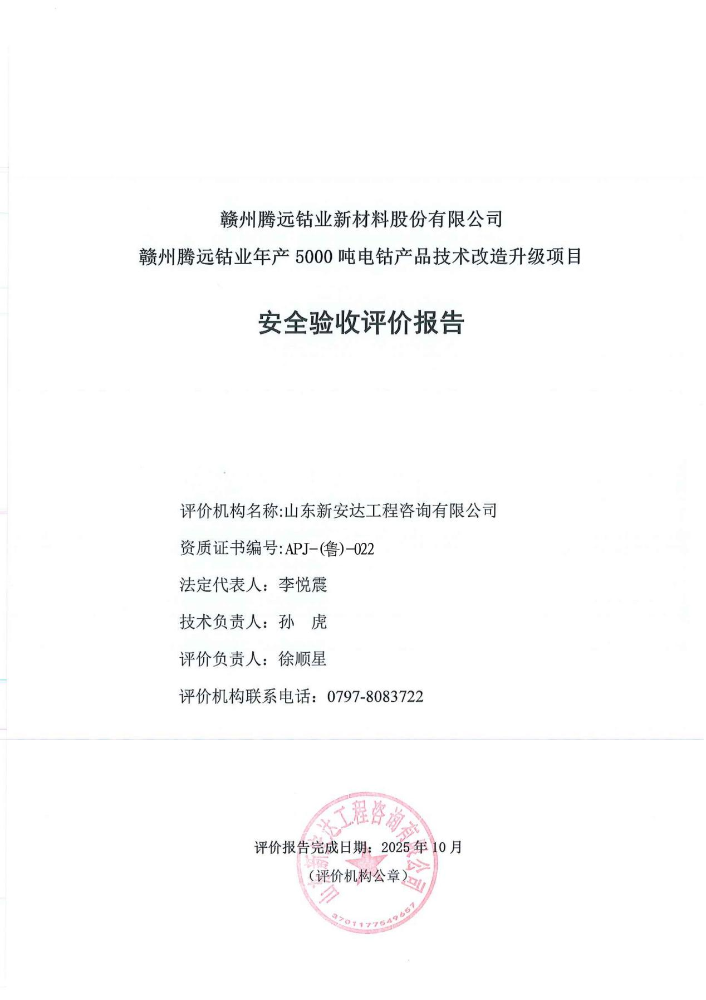 赣州腾远钴业新材料股份有限公司
赣州腾远钴业年产 5000 吨电钴产品技术改造升级项目
安全验收评价报告
评价机构名称:山东新安达工程咨询有限公司
资质证书编号:APJ-(鲁)-022
法定代表人：李悦震
技术负责人：孙　虎
评价负责人：徐顺星
评价机构联系电话：0797-8083722
评价报告完成日期：2025 年 10 月
（评价机构公章）
山东新安达工程咨询有限公司
3701177549657